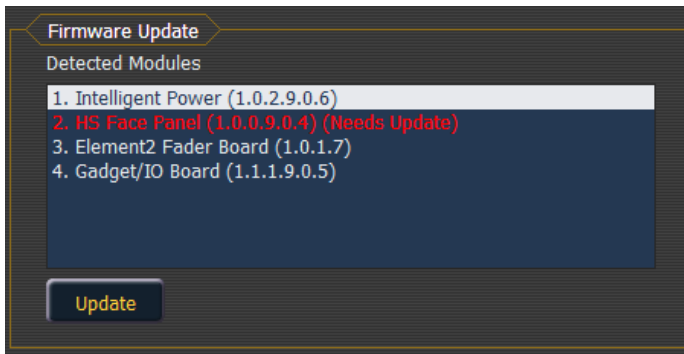 Firmware Update
Detected Modules
1. Intelligent Power (1.0.2.9.0.6)
2. HS Face Panel (1.0.0.9.0.4) (Needs Update)
3. Element2 Fader Board (1.0.1.7)
4. Gadget/IO Board (1.1.1.9.0.5)
Update